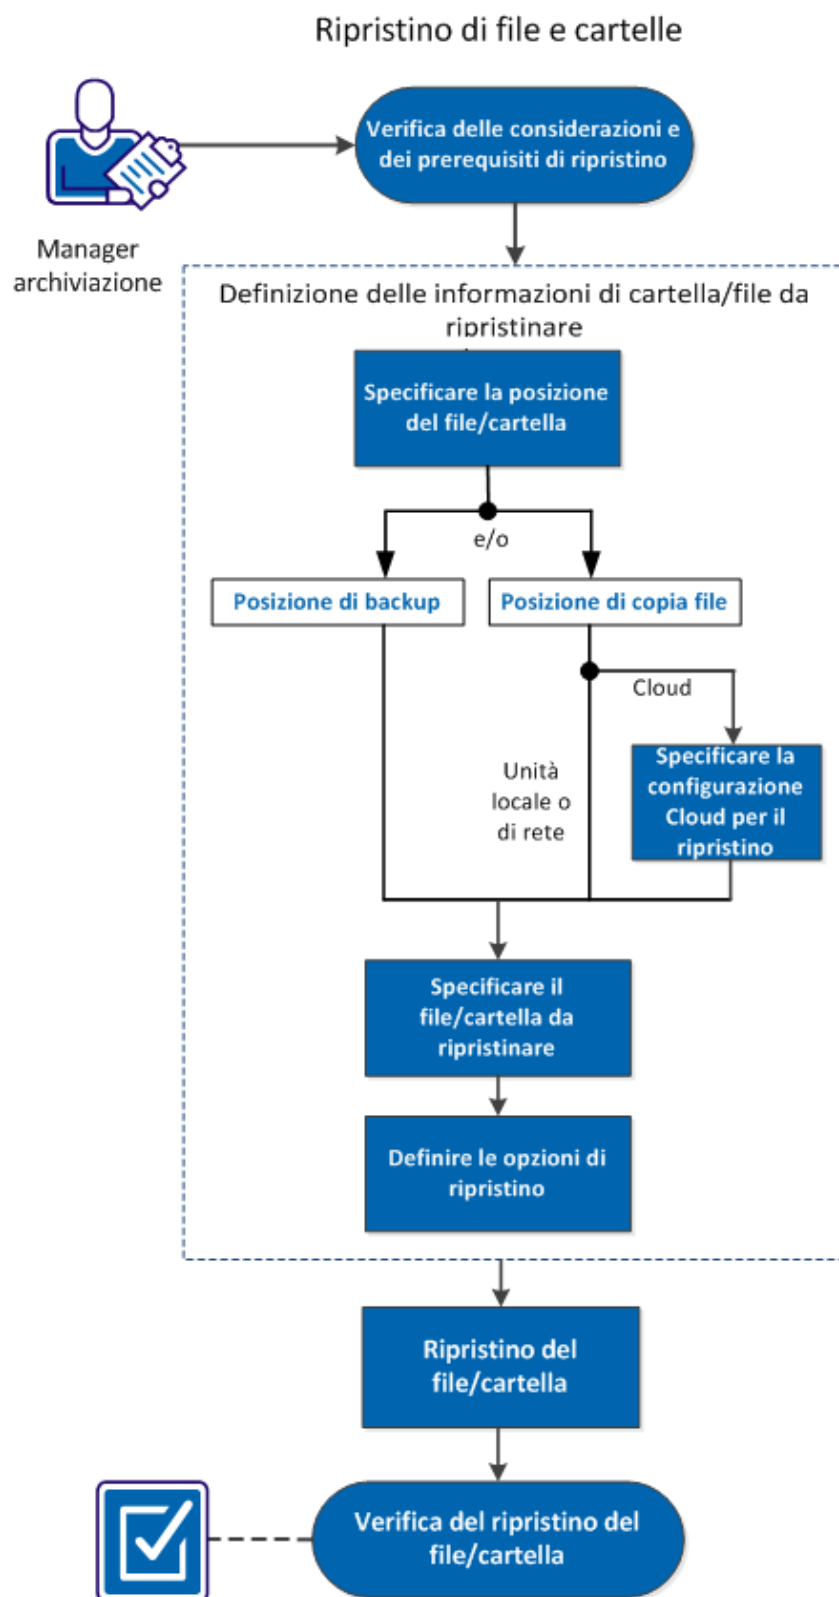 Ripristino di file e cartelle
Verifica delle considerazioni e
dei prerequisiti di ripristino
Manager
archiviazione
Definizione delle informazioni di cartella/file da
ripristinare
Specificare la posizione
del file/cartella
e/o
Posizione di backup
Posizione di copia file
Cloud
Unità
locale o
di rete
Specificare la
configurazione
Cloud per il
ripristino
Specificare il
file/cartella da
ripristinare
Definire le opzioni di
ripristino
Ripristino del
file/cartella
Verifica del ripristino del
file/cartella